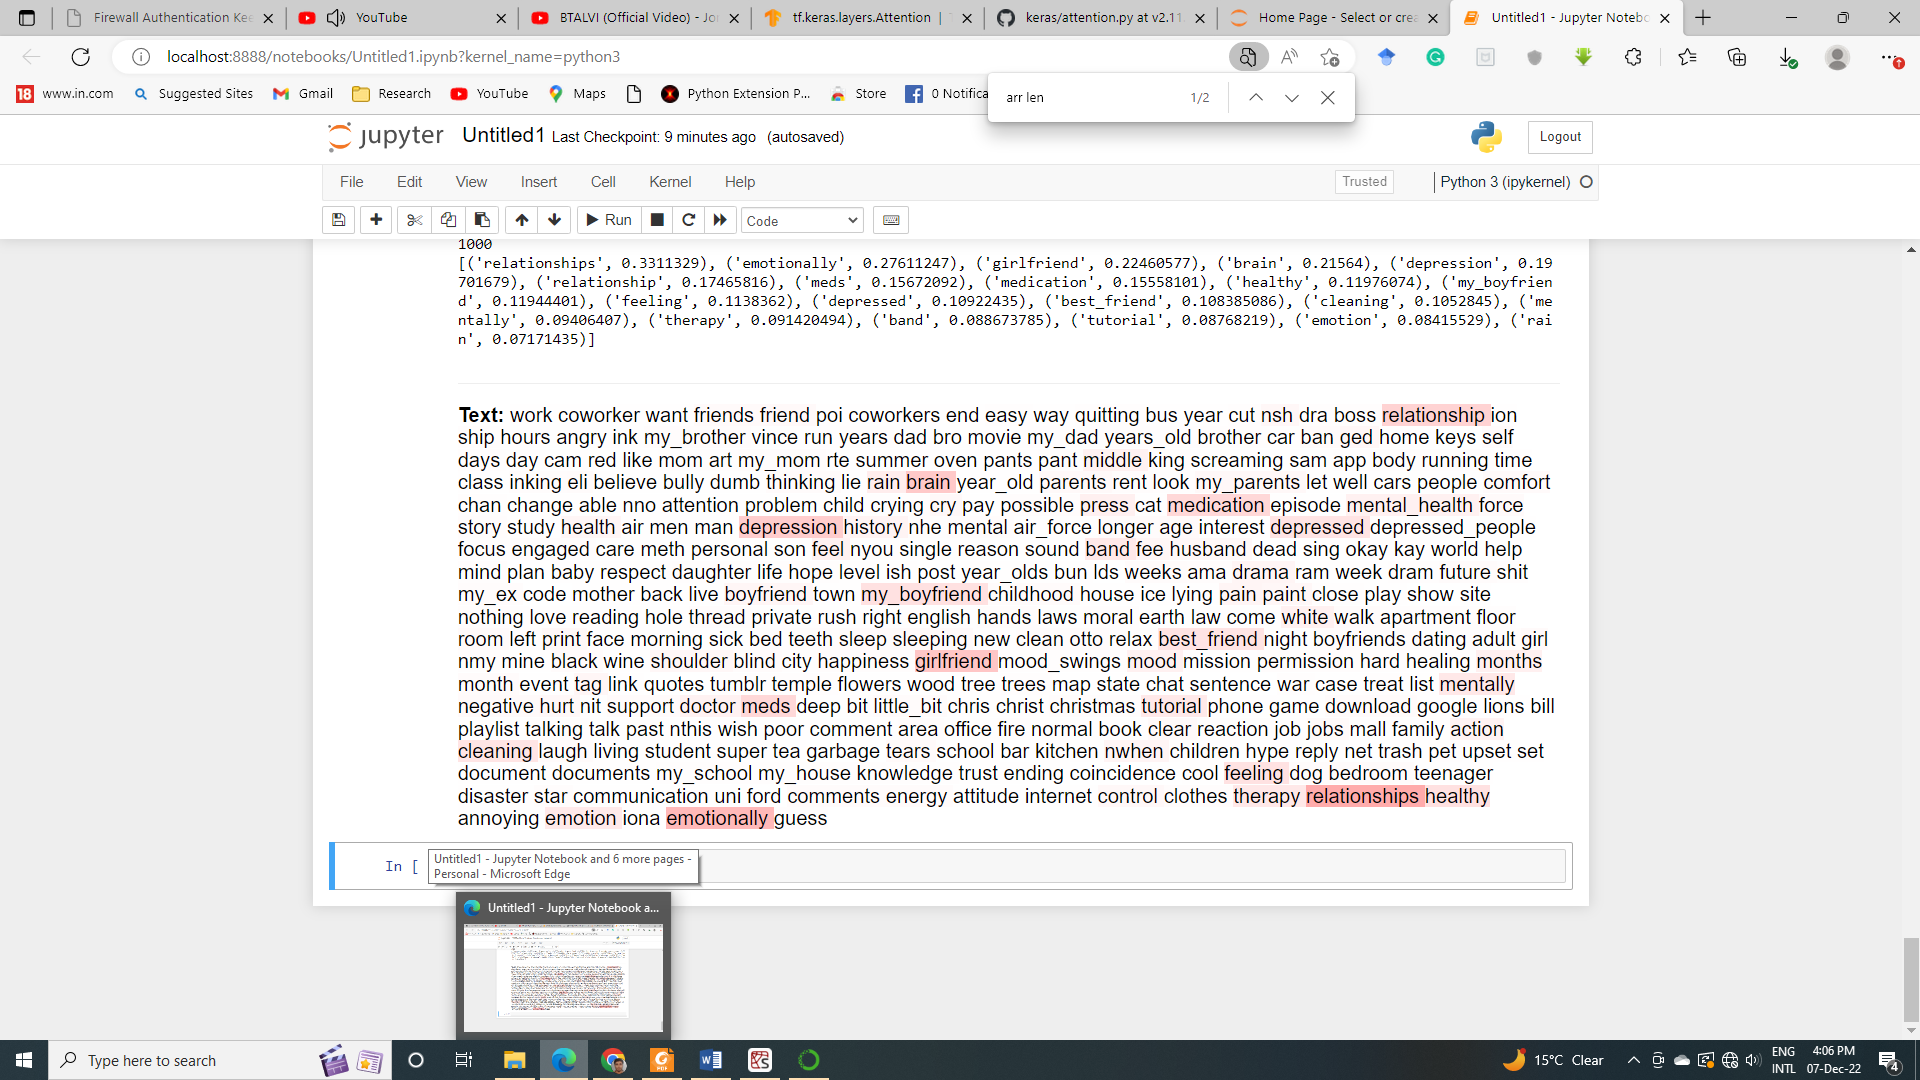 Firewall Authentication Kee
YouTube
BTALVI (Official Video) - Jo
tf.keras.layers.Attention | T
keras/attention.py at v2.11.
Home Page - Select or crea
Untitled1 - Jupyter Notebo
localhost:8888/notebooks/Untitled1.ipynb?kernel_name=python3
www.in.com Suggested Sites Gmail Research YouTube Maps Python Extension P... Store 0 Notifica
arr len 1/2
jupyter Untitled1 Last Checkpoint: 9 minutes ago (autosaved) Logout
File Edit View Insert Cell Kernel Help Trusted Python 3 (ipykernel)
Run Code
1000
[('relationships', 0.3311329), ('emotionally', 0.27611247), ('girlfriend', 0.22460577), ('brain', 0.21564), ('depression', 0.19
701679), ('relationship', 0.17465816), ('meds', 0.15672092), ('medication', 0.15558101), ('healthy', 0.11976074), ('my_boyfrien
d', 0.11944401), ('feeling', 0.1138362), ('depressed', 0.10922435), ('best_friend', 0.108385086), ('cleaning', 0.1052845), ('me
ntally', 0.09406407), ('therapy', 0.091420494), ('band', 0.088673785), ('tutorial', 0.08768219), ('emotion', 0.08415529), ('rai
n', 0.07171435)]
Text: work coworker want friends friend poi coworkers end easy way quitting bus year cut nsh dra boss relationship ion
ship hours angry ink my_brother vince run years dad bro movie my_dad years_old brother car ban ged home keys self
days day cam red like mom art my_mom rte summer oven pants pant middle king screaming sam app body running time
class inking eli believe bully dumb thinking lie rain brain year_old parents rent look my_parents let well cars people comfort
chan change able nno attention problem child crying cry pay possible press cat medication episode mental_health force
story study health air men man depression history nhe mental air_force longer age interest depressed depressed_people
focus engaged care meth personal son feel nyou single reason sound band fee husband dead sing okay kay world help
mind plan baby respect daughter life hope level ish post year_olds bun lds weeks ama drama ram week dram future shit
my_ex code mother back live boyfriend town my_boyfriend childhood house ice lying pain paint close play show site
nothing love reading hole thread private rush right english hands laws moral earth law come white walk apartment floor
room left print face morning sick bed teeth sleep sleeping new clean otto relax best_friend night boyfriends dating adult girl
nmy mine black wine shoulder blind city happiness girlfriend mood_swings mood mission permission hard healing months
month event tag link quotes tumblr temple flowers wood tree trees map state chat sentence war case treat list mentally
negative hurt nit support doctor meds deep bit little_bit chris christ christmas tutorial phone game download google lions bill
playlist talking talk past nthis wish poor comment area office fire normal book clear reaction job jobs mall family action
cleaning laugh living student super tea garbage tears school bar kitchen nwhen children hype reply net trash pet upset set
document documents my_school my_house knowledge trust ending coincidence cool feeling dog bedroom teenager
disaster star communication uni ford comments energy attitude internet control clothes therapy relationships healthy
annoying emotion iona emotionally guess
In [
Untitled1 - Jupyter Notebook and 6 more pages -
Personal - Microsoft Edge
Untitled1 - Jupyter Notebook a...
Type here to search
15°C Clear
ENG
INTL
4:06 PM
07-Dec-22
4